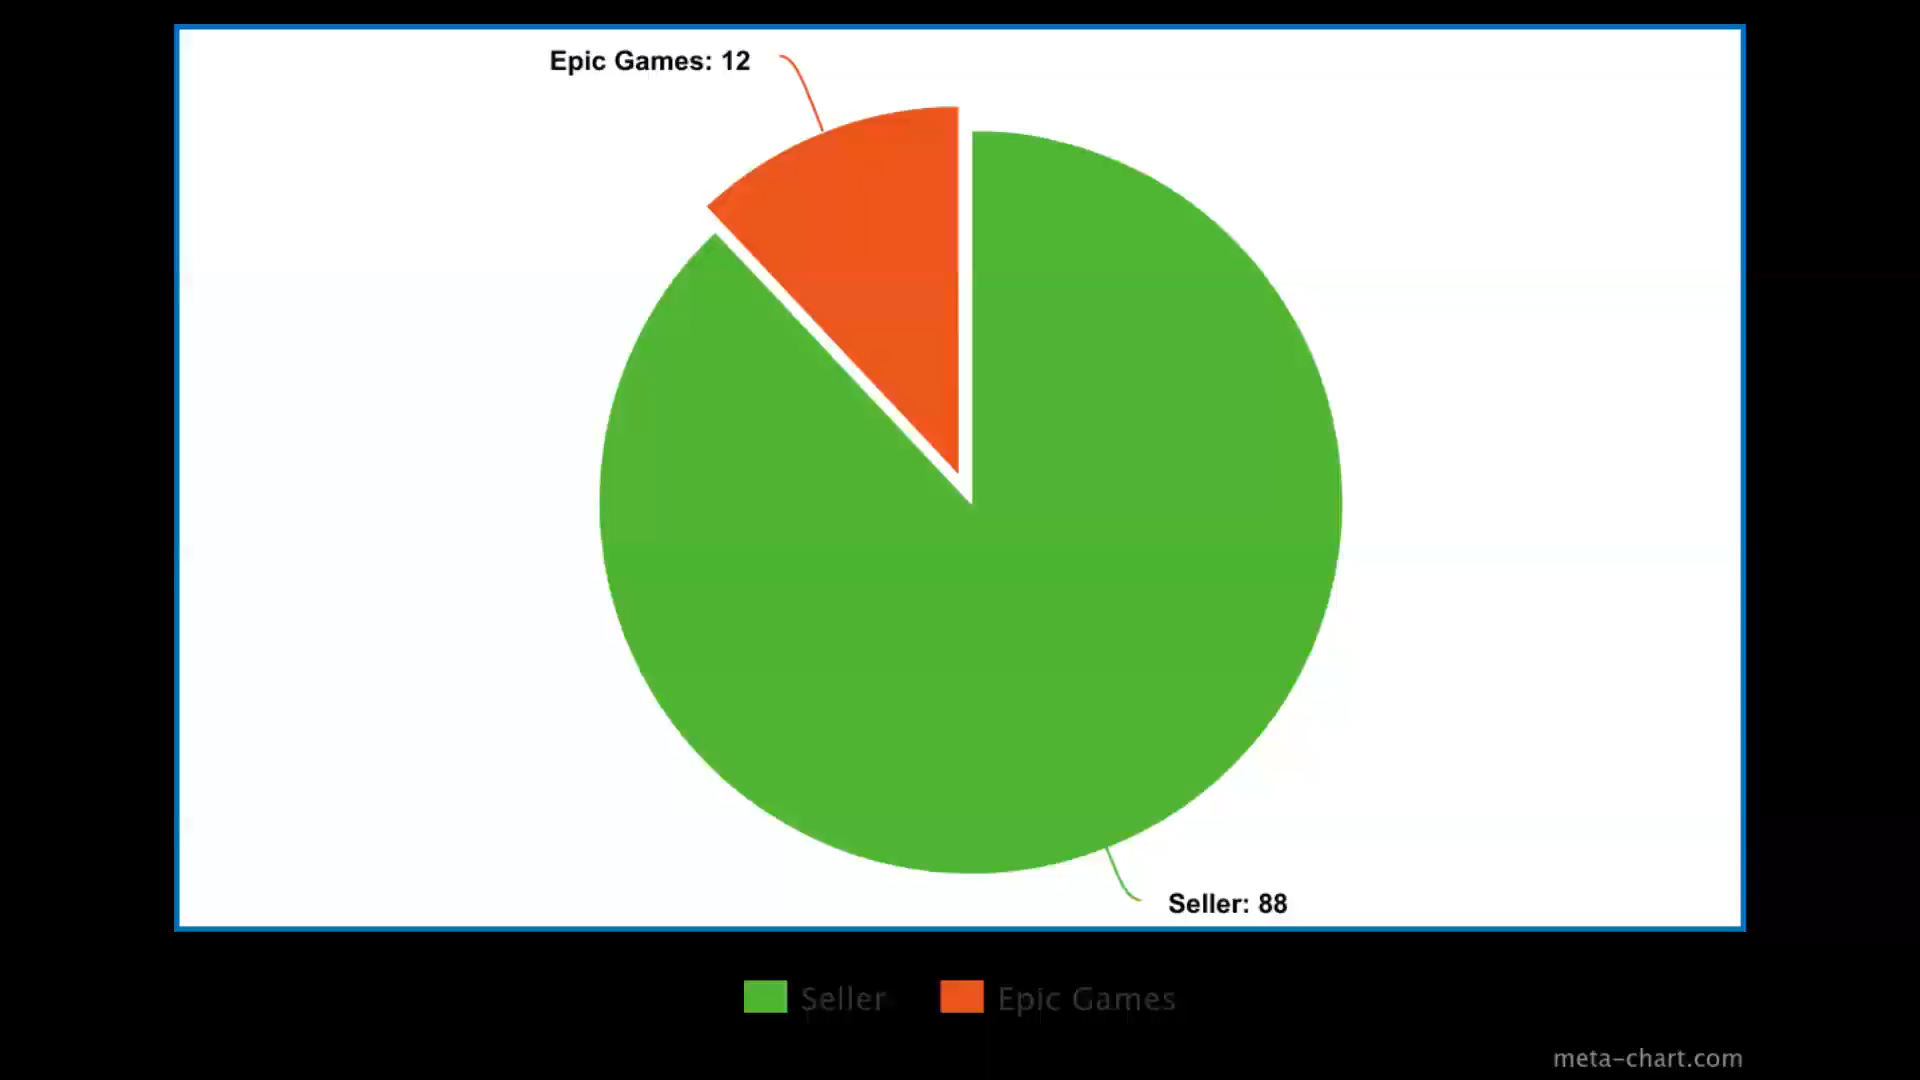 Epic Games: 12
Seller: 88
Seller
Epic Games
meta-chart.com